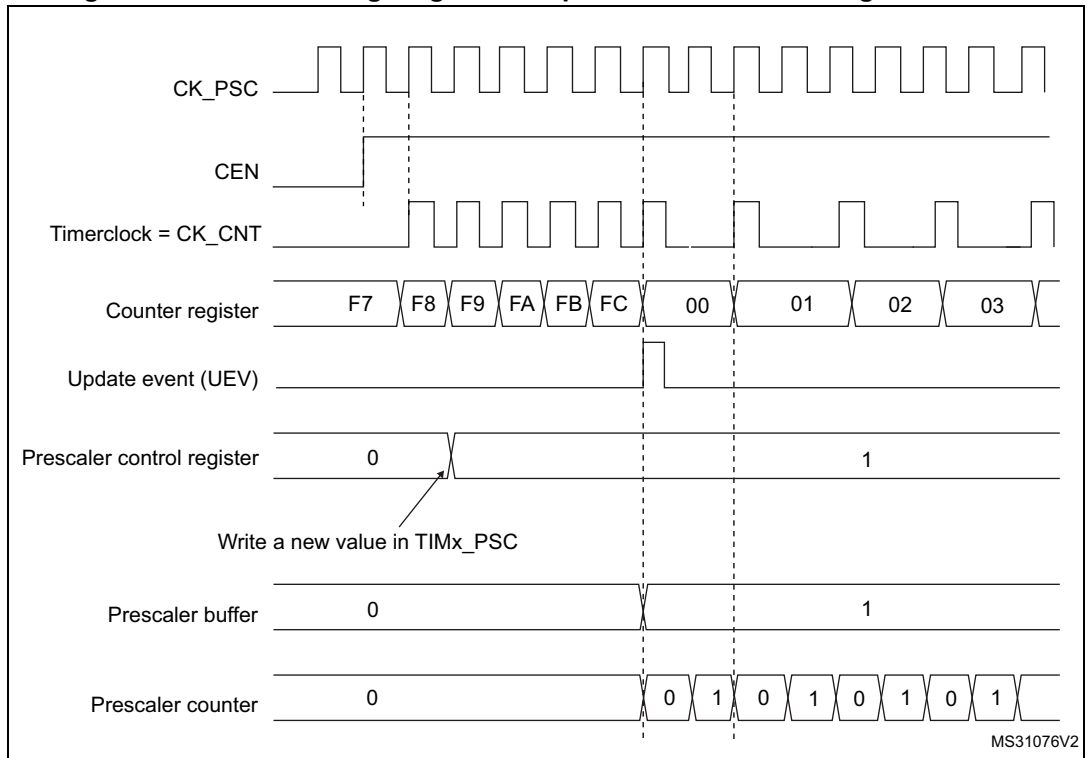 CK_PSC
CEN
Timerclock = CK_CNT
Counter register F7 F8 F9 FA FB FC 00 01 02 03
Update event (UEV)
Prescaler control register 0 1
Write a new value in TIMx_PSC
Prescaler buffer 0 1
Prescaler counter 0 0 1 0 1 0 1 0 1
MS31076V2